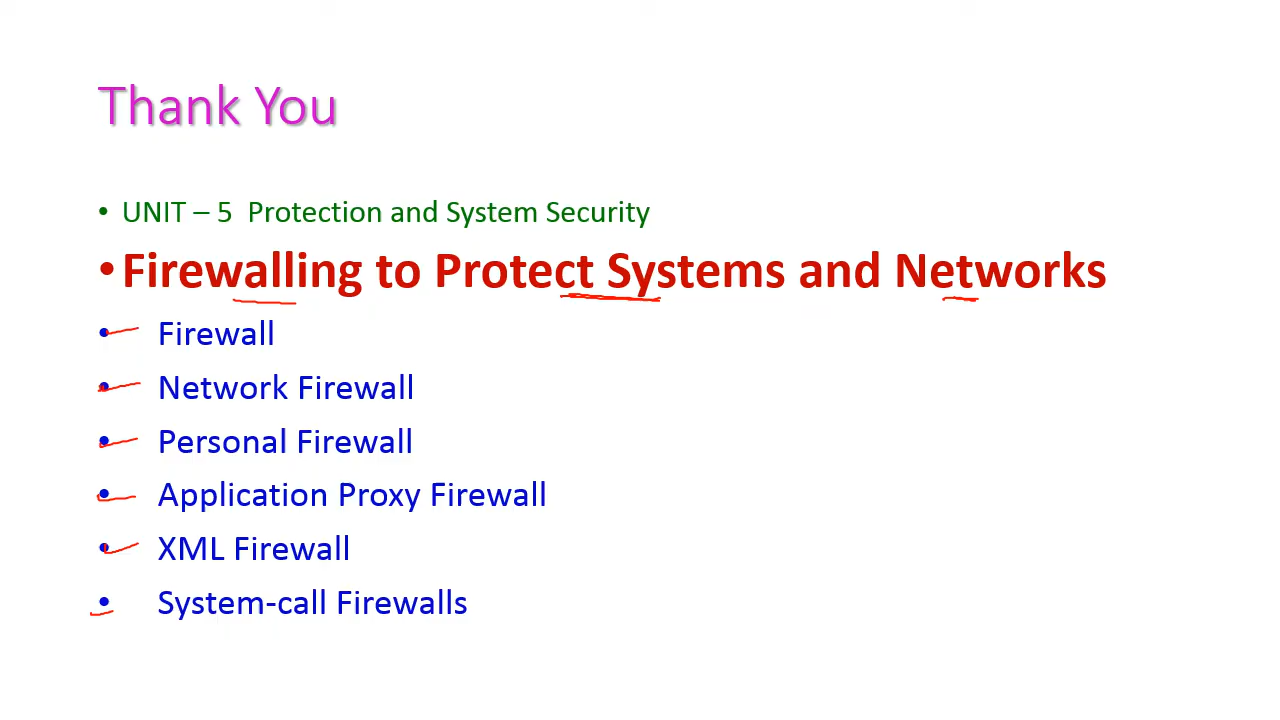 Thank You
• UNIT – 5 Protection and System Security
• Firewalling to Protect Systems and Networks
• Firewall
• Network Firewall
• Personal Firewall
• Application Proxy Firewall
• XML Firewall
• System-call Firewalls